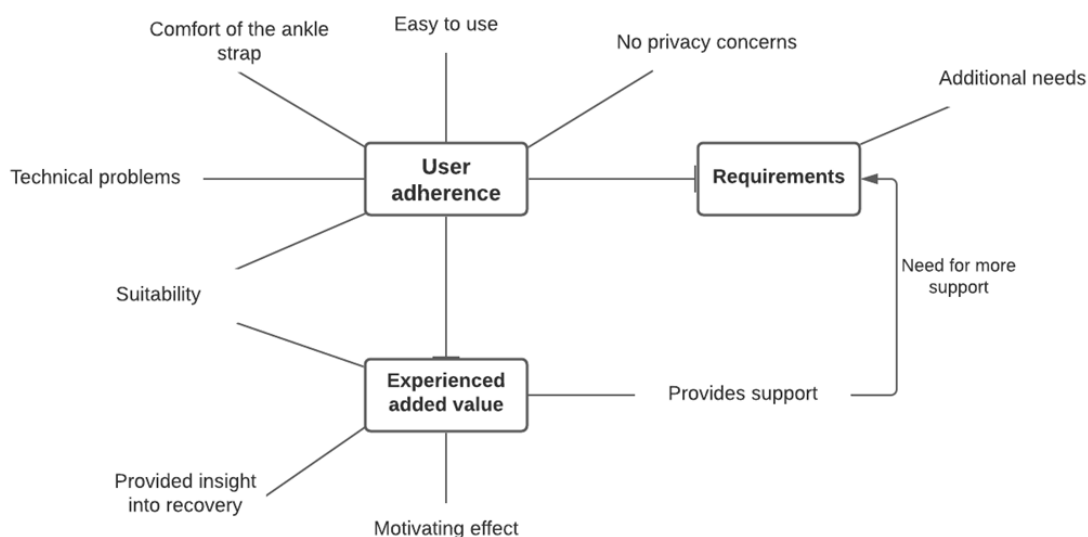 Comfort of the ankle
strap
Easy to use
No privacy concerns
Additional needs
Technical problems
User
adherence
Requirements
Suitability
Need for more
support
Experienced
added value
Provides support
Provided insight
into recovery
Motivating effect